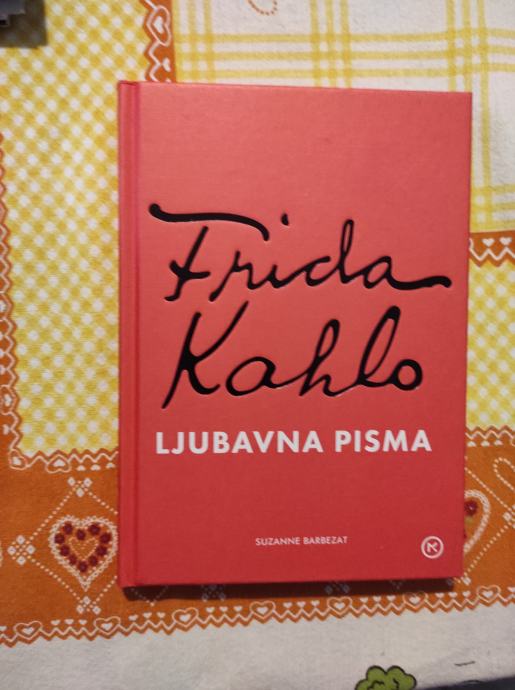 Frida
Kahlo
LJUBAVNA PISMA
SUZANNE BARBEZAT